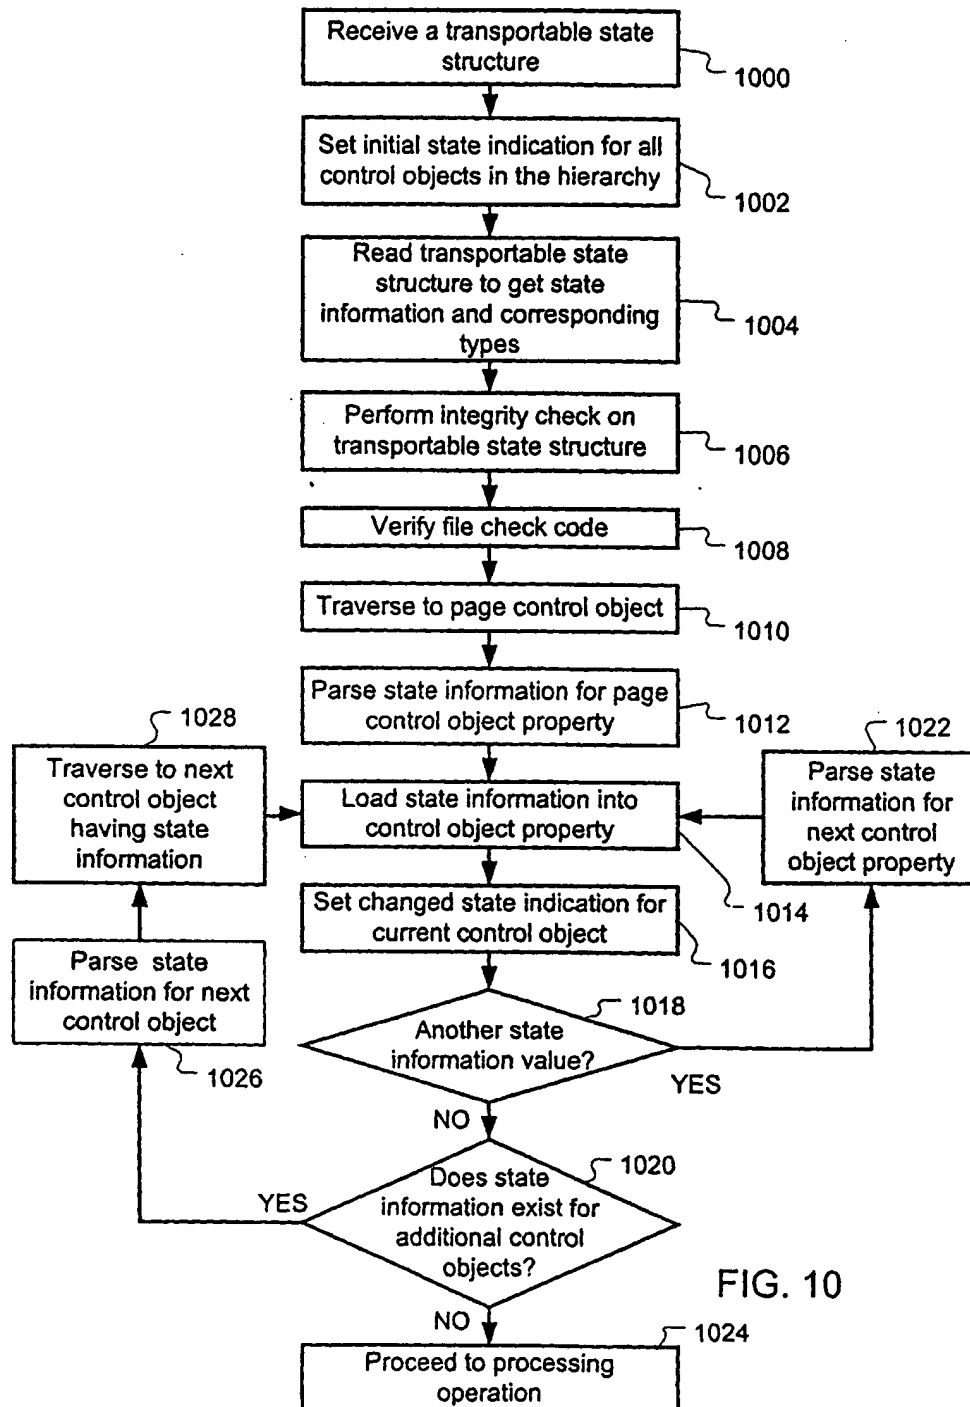 Receive a transportable state
structure
1000
Set initial state indication for all
control objects in the hierarchy
1002
Read transportable state
structure to get state
information and corresponding
types
1004
Perform integrity check on
transportable state structure
1006
Verify file check code
1008
Traverse to page control object
1010
Parse state information for page
control object property
1012
1028
Traverse to next
control object
having state
information
Load state information into
control object property
1014
1022
Parse state
information for
next control
object property
Set changed state indication for
current control object
1016
Parse state
information for next
control object
1026
1018
Another state
information value?
YES
NO
1020
Does state
information exist for
additional control
objects?
YES
NO
FIG. 10
1024
Proceed to processing
operation